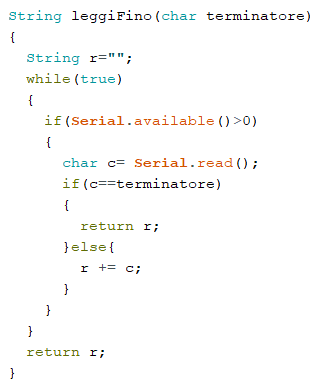 String leggiFino(char terminatore)
{
  String r="";
  while(true)
  {
    if(Serial.available()>0)
    {
      char c= Serial.read();
      if(c==terminatore)
      {
        return r;
      }else{
        r += c;
      }
    }
  }
  return r;
}